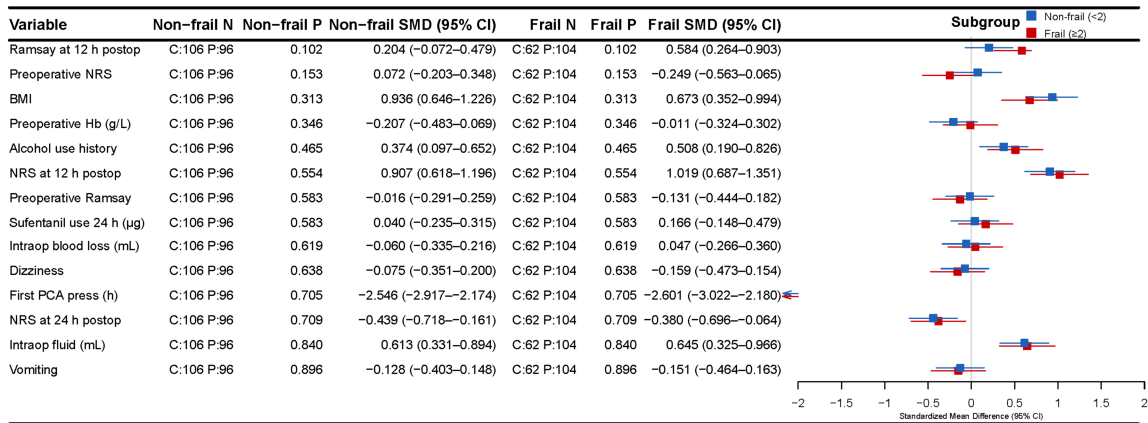 Variable Non-frail N Non-frail P Non-frail SMD (95% CI) Frail N Frail P Frail SMD (95% CI) Subgroup Non-frail (<2)
Frail (≥2)
Ramsay at 12 h postop C:106 P:96 0.102 0.204 (−0.072–0.479) C:62 P:104 0.102 0.584 (0.264–0.903)
Preoperative NRS C:106 P:96 0.153 0.072 (−0.203–0.348) C:62 P:104 0.153 −0.249 (−0.563–0.065)
BMI C:106 P:96 0.313 0.936 (0.646–1.226) C:62 P:104 0.313 0.673 (0.352–0.994)
Preoperative Hb (g/L) C:106 P:96 0.346 −0.207 (−0.483–0.069) C:62 P:104 0.346 −0.011 (−0.324–0.302)
Alcohol use history C:106 P:96 0.465 0.374 (0.097–0.652) C:62 P:104 0.465 0.508 (0.190–0.826)
NRS at 12 h postop C:106 P:96 0.554 0.907 (0.618–1.196) C:62 P:104 0.554 1.019 (0.687–1.351)
Preoperative Ramsay C:106 P:96 0.583 −0.016 (−0.291–0.259) C:62 P:104 0.583 −0.131 (−0.444–0.182)
Sufentanil use 24 h (μg) C:106 P:96 0.583 0.040 (−0.235–0.315) C:62 P:104 0.583 0.166 (−0.148–0.479)
Intraop blood loss (mL) C:106 P:96 0.619 −0.060 (−0.335–0.216) C:62 P:104 0.619 0.047 (−0.266–0.360)
Dizziness C:106 P:96 0.638 −0.075 (−0.351–0.200) C:62 P:104 0.638 −0.159 (−0.473–0.154)
First PCA press (h) C:106 P:96 0.705 −2.546 (−2.917–−2.174) C:62 P:104 0.705 −2.601 (−3.022–−2.180)
NRS at 24 h postop C:106 P:96 0.709 −0.439 (−0.718–−0.161) C:62 P:104 0.709 −0.380 (−0.696–−0.064)
Intraop fluid (mL) C:106 P:96 0.840 0.613 (0.331–0.894) C:62 P:104 0.840 0.645 (0.325–0.966)
Vomiting C:106 P:96 0.896 −0.128 (−0.403–0.148) C:62 P:104 0.896 −0.151 (−0.464–0.163)
−2 −1.5 −1 −0.5 0 0.5 1 1.5 2
Standardized Mean Difference (95% CI)